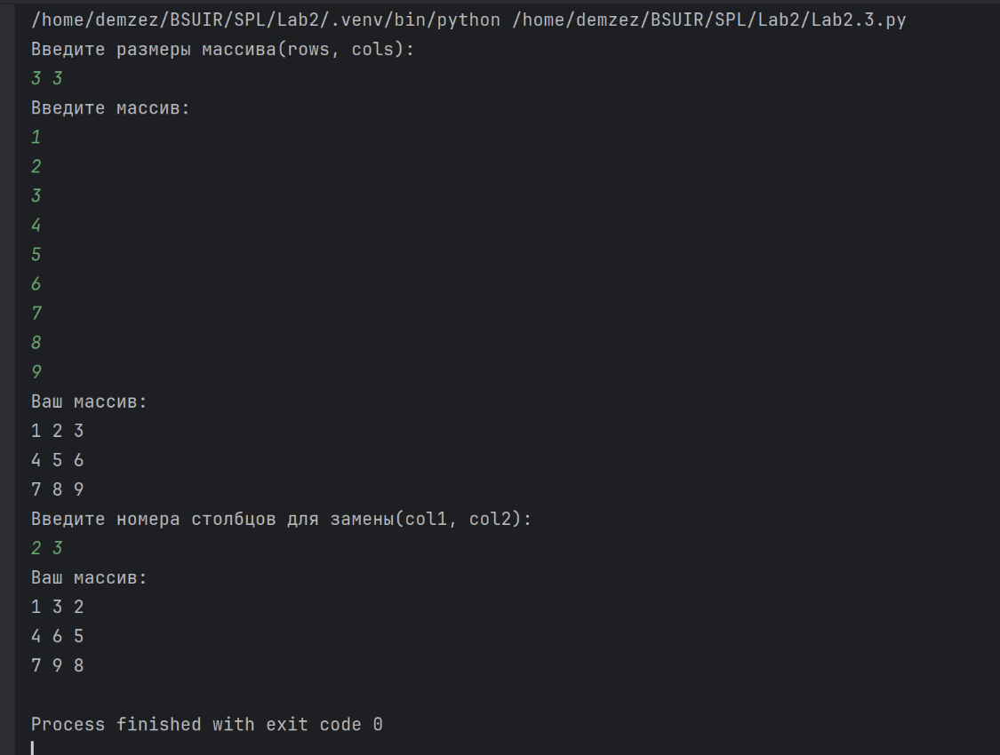 /home/demzez/BSUIR/SPL/Lab2/.venv/bin/python /home/demzez/BSUIR/SPL/Lab2/Lab2.3.py
Введите размеры массива(rows, cols):
3 3
Введите массив:
1
2
3
4
5
6
7
8
9
Ваш массив:
1 2 3
4 5 6
7 8 9
Введите номера столбцов для замены(col1, col2):
2 3
Ваш массив:
1 3 2
4 6 5
7 9 8
Process finished with exit code 0